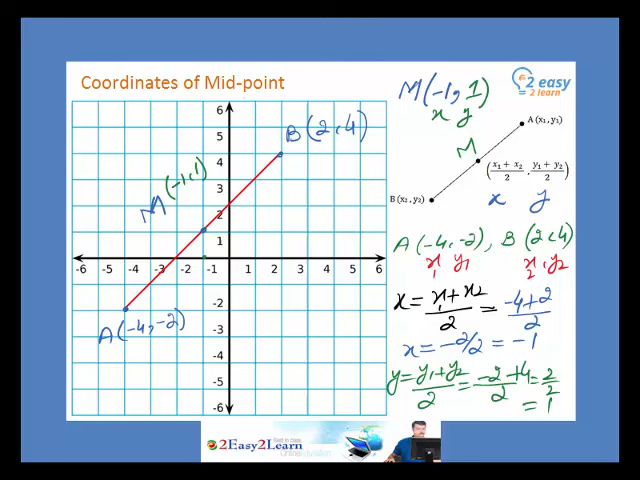 Coordinates of Mid-point
2 easy
2 learn
M(-1, 1)
x y
A (x₁, y₁)
M
(x₁ + x₂/2 , y₁ + y₂/2)
B (x₂, y₂)
x y
6
5
4
3
2
1
-6 -5 -4 -3 -2 -1 1 2 3 4 5 6
-2
-3
-4
-5
-6
B(2,4)
M(-1,1)
A(-4,-2)
A(-4,-2), B(2,4)
x₁ y₁ x₂, y₂
x = x₁+x₂/2 = -4+2/2
x = -2/2 = -1
y = y₁+y₂/2 = -2+4/2 = 2/2
= 1
2Easy2Learn